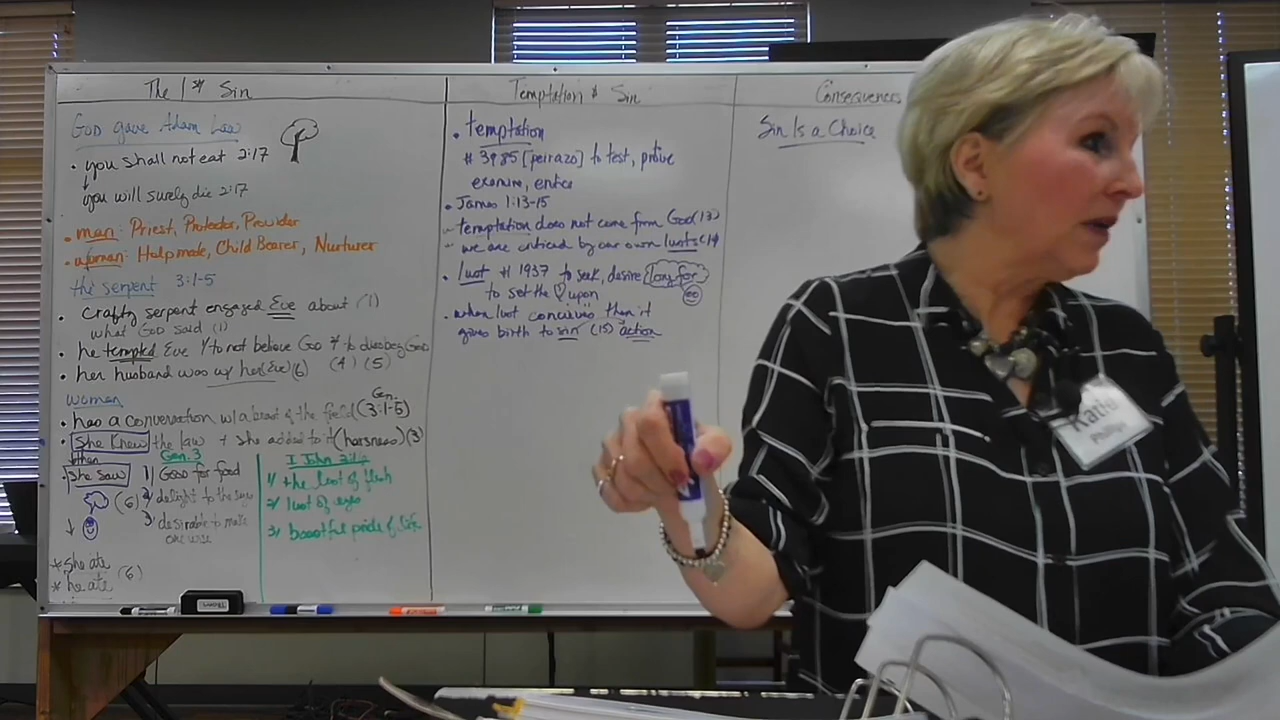 The 1st Sin
God gave Adam Law
• you shall not eat 2:17
you will surely die 2:17
• man: Priest, Protector, Provider
• woman: Helpmate, Child Bearer, Nurturer
the serpent 3:1-5
• crafty serpent engaged Eve about (1)
what God said (1)
• he tempted Eve 1/ to not believe God 2/ to disobey God
(4) (5)
• her husband was w/ her (Eve) (6)
woman
• has a conversation w/ a beast of the field (Gen. 3:1-5)
• She Knew the law + she added to it (harshness) (3)
then
Gen. 3
• She Saw 1/ Good for food
(6) 2/ delight to the eyes
3/ desirable to make
one wise
* she ate
* he ate (6)
I John
1/ the lust of flesh
2/ lust of eyes
3/ boastful pride of life
Temptation & Sin
• temptation
# 3985 [peirazo] to test, prove
examine, entice
• James 1:13-15
temptation does not come from God (13)
we are enticed by our own lusts (14
• lust # 1937 to seek, desire long for
to set the upon
• when lust conceives then it
gives birth to sin (15) action
Consequences
Sin Is a Choice
Katie